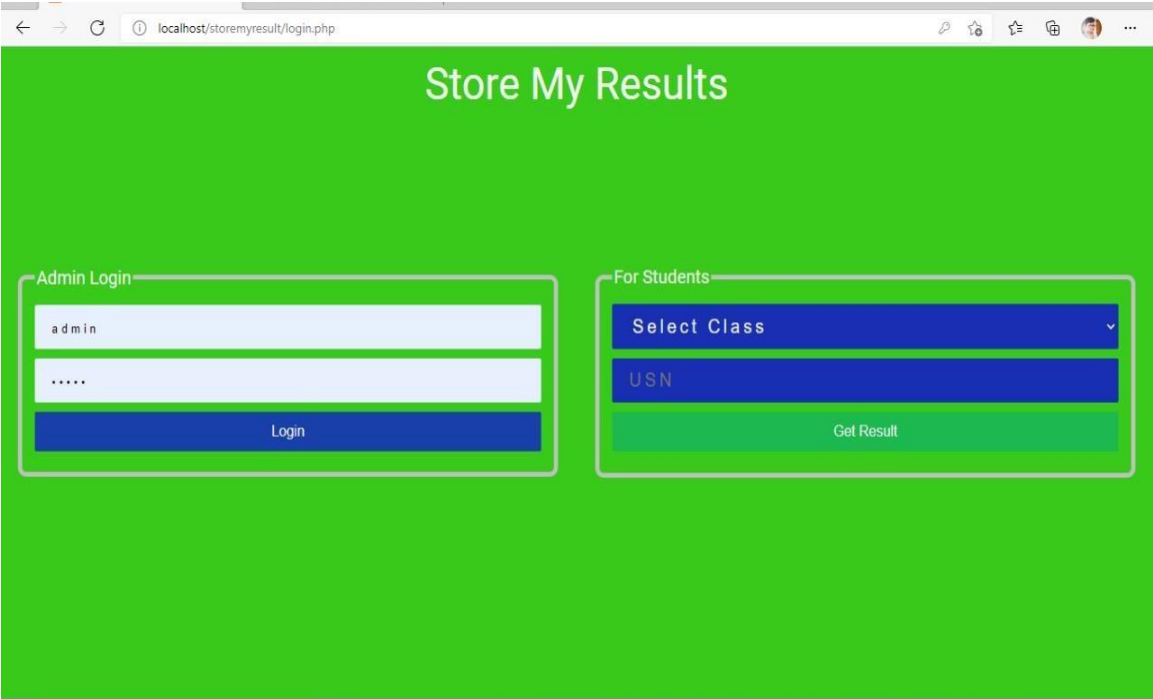 localhost/storemyresult/login.php
Store My Results
Admin Login
admin
•••••
Login
For Students
Select Class
USN
Get Result